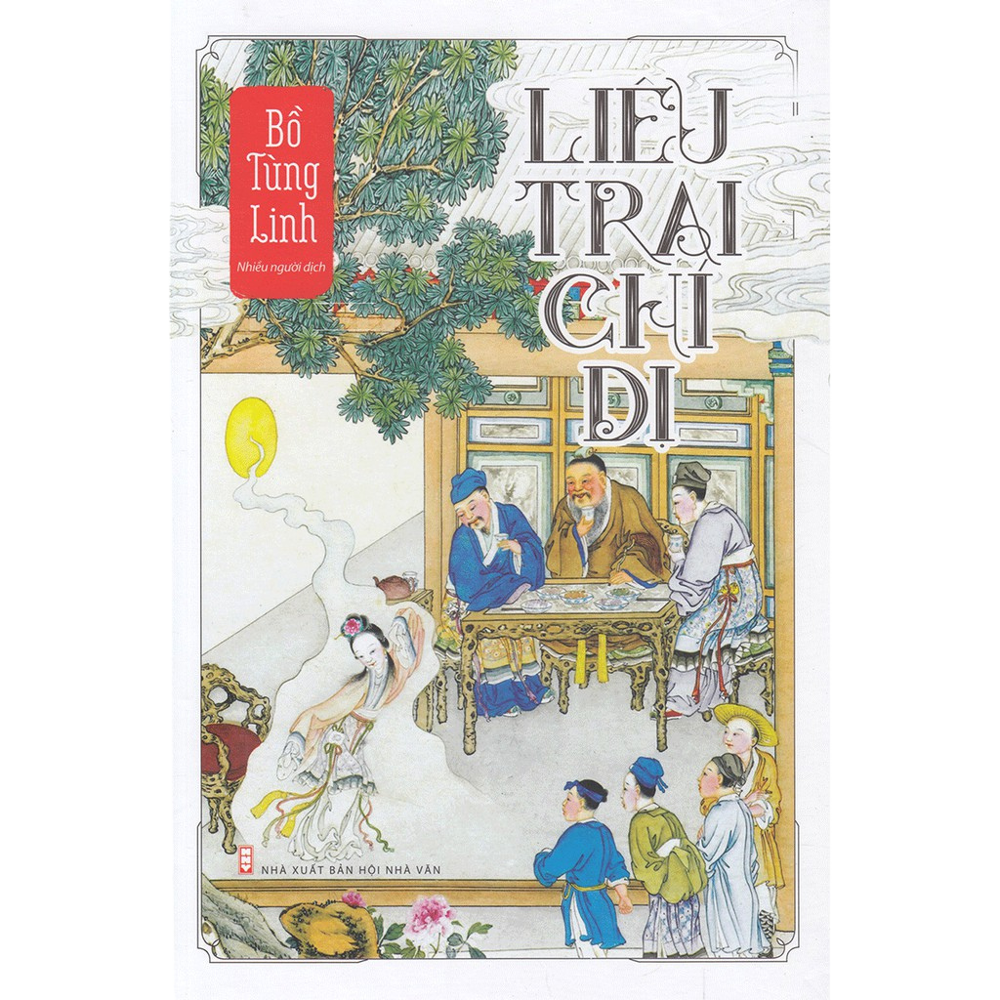 Bồ
Tùng
Linh
Nhiều người dịch
LIÊU
TRAI
CHÍ
DỊ
NHÀ XUẤT BẢN HỘI NHÀ VĂN